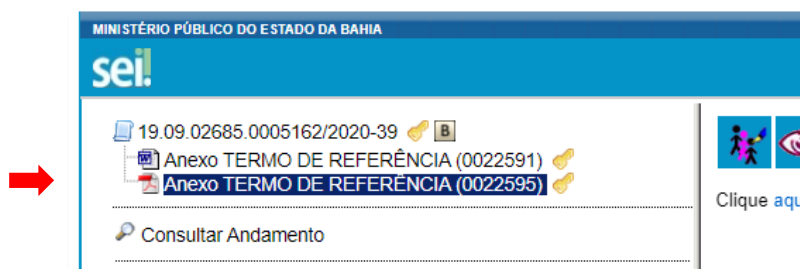 MINISTÉRIO PÚBLICO DO ESTADO DA BAHIA
sei!
19.09.02685.0005162/2020-39 B
Anexo TERMO DE REFERÊNCIA (0022591)
Anexo TERMO DE REFERÊNCIA (0022595)
Consultar Andamento
Clique aqu